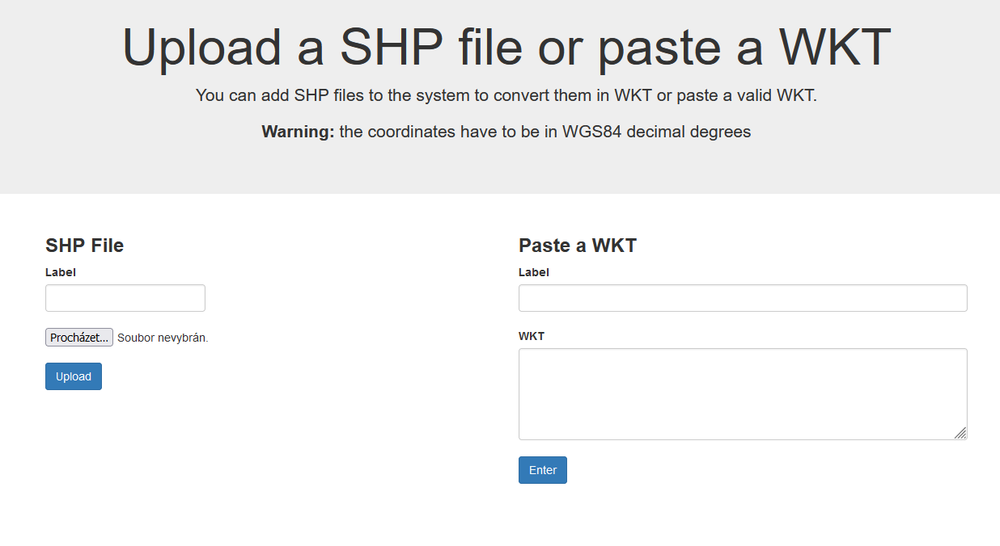 Upload a SHP file or paste a WKT
You can add SHP files to the system to convert them in WKT or paste a valid WKT.
Warning: the coordinates have to be in WGS84 decimal degrees
SHP File
Label
Procházet... Soubor nevybrán.
Upload
Paste a WKT
Label
WKT
Enter